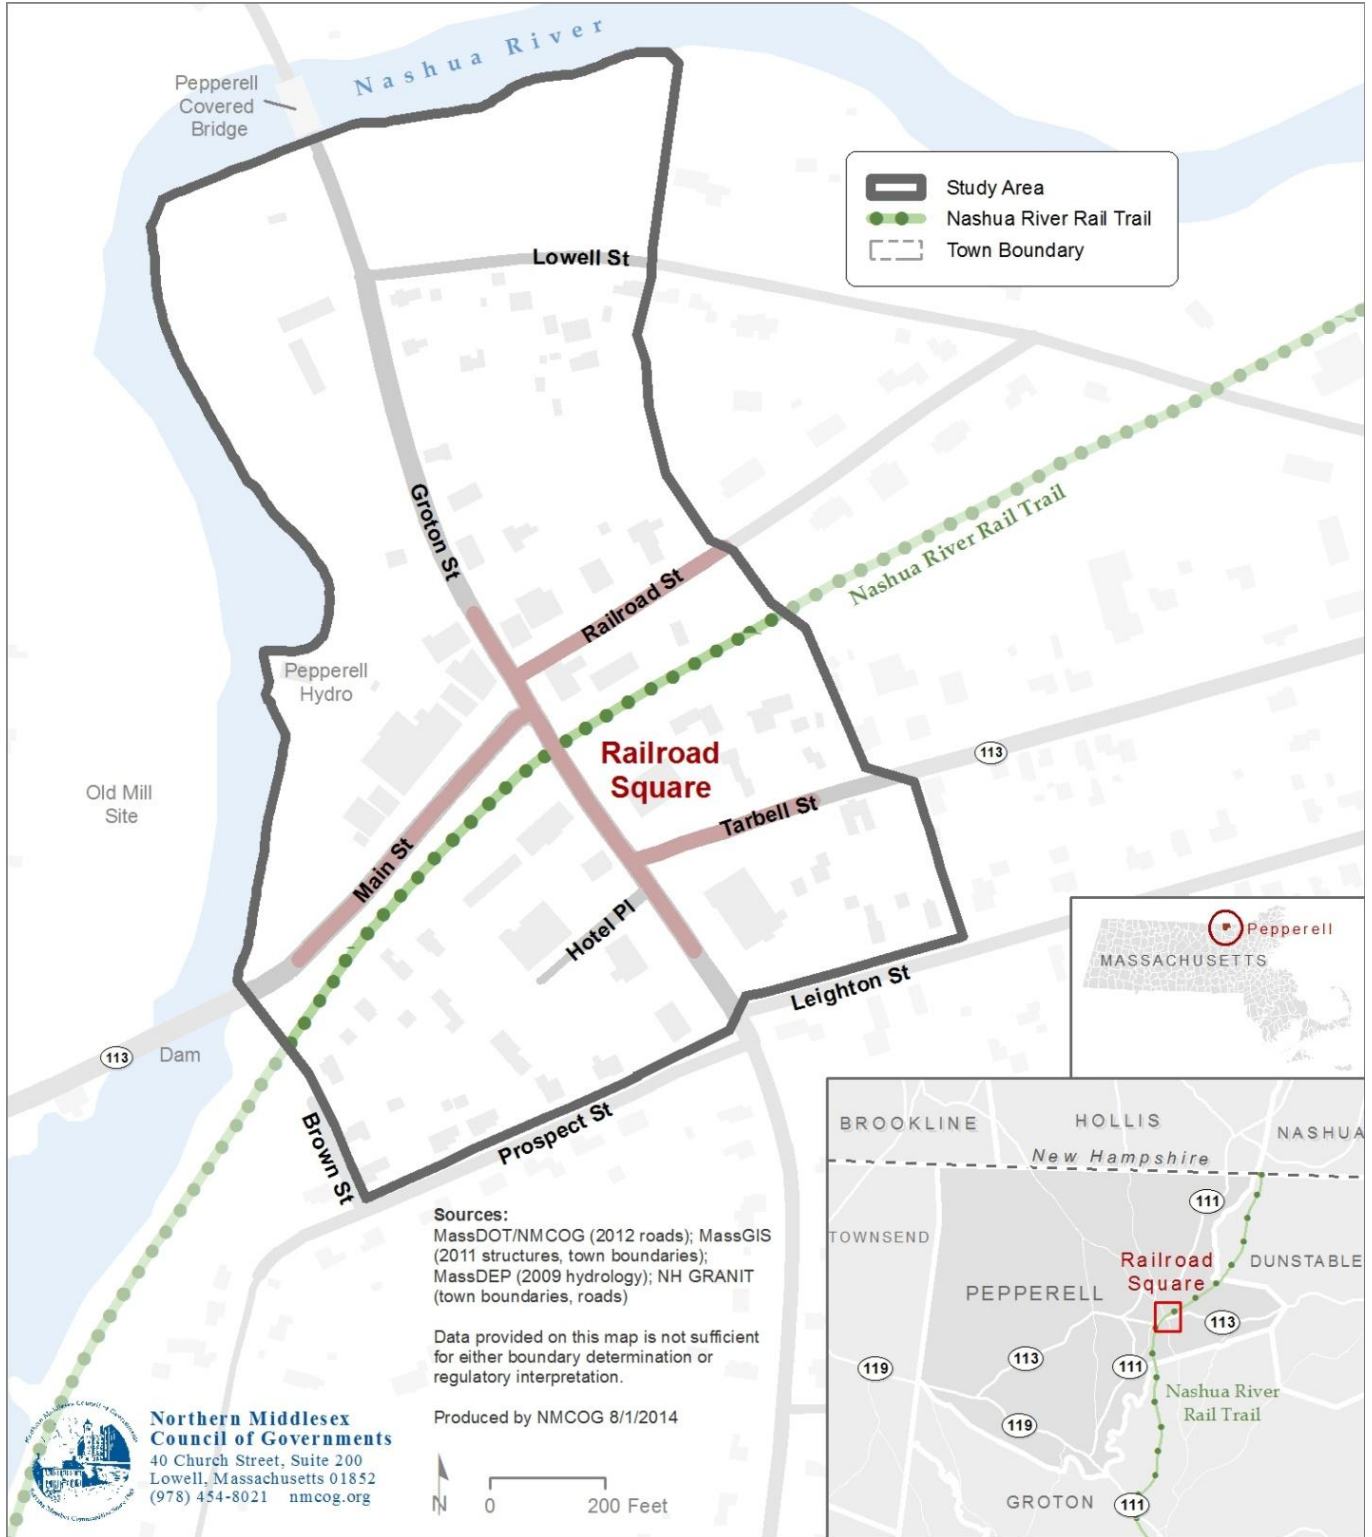 Nashua River
Pepperell
Covered
Bridge
Study Area
Nashua River Rail Trail
Town Boundary
Lowell St
Groton St
Railroad St
Nashua River Rail Trail
Pepperell
Hydro
Railroad
Square
113
Old Mill
Site
Tarbell St
Main St
Hotel Pl
Leighton St
113
Dam
Brown St
Prospect St
Pepperell
MASSACHUSETTS
BROOKLINE
HOLLIS
NASHUA
New Hampshire
111
TOWNSEND
Railroad
Square
DUNSTABLE
PEPPERELL
113
113
111
119
Nashua River
Rail Trail
119
GROTON
111
Sources:
MassDOT/NMCOG (2012 roads); MassGIS
(2011 structures, town boundaries);
MassDEP (2009 hydrology); NH GRANIT
(town boundaries, roads)
Data provided on this map is not sufficient
for either boundary determination or
regulatory interpretation.
Produced by NMCOG 8/1/2014
N
0 200 Feet
Northern Middlesex
Council of Governments
40 Church Street, Suite 200
Lowell, Massachusetts 01852
(978) 454-8021 nmcog.org